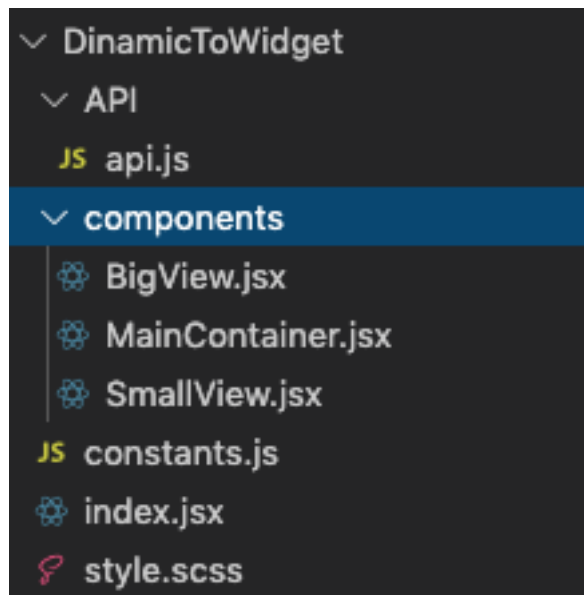 DinamicToWidget
API
JS api.js
components
BigView.jsx
MainContainer.jsx
SmallView.jsx
JS constants.js
index.jsx
style.scss